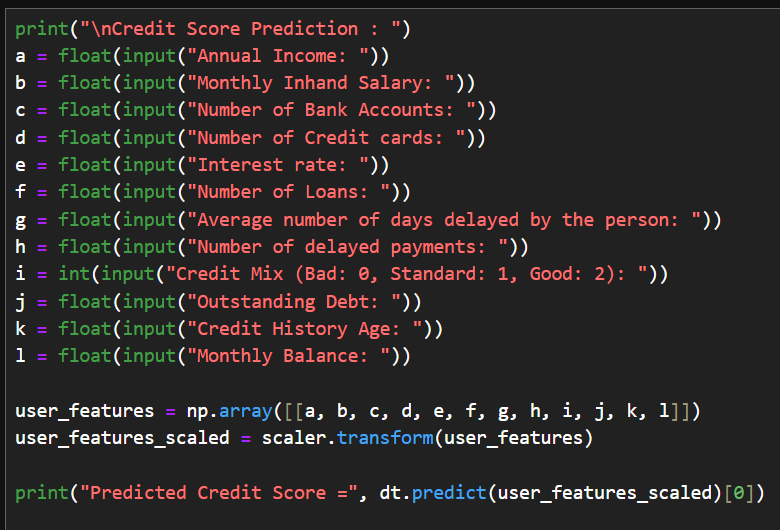 print("\nCredit Score Prediction : ")
a = float(input("Annual Income: "))
b = float(input("Monthly Inhand Salary: "))
c = float(input("Number of Bank Accounts: "))
d = float(input("Number of Credit cards: "))
e = float(input("Interest rate: "))
f = float(input("Number of Loans: "))
g = float(input("Average number of days delayed by the person: "))
h = float(input("Number of delayed payments: "))
i = int(input("Credit Mix (Bad: 0, Standard: 1, Good: 2): "))
j = float(input("Outstanding Debt: "))
k = float(input("Credit History Age: "))
l = float(input("Monthly Balance: "))
user_features = np.array([[a, b, c, d, e, f, g, h, i, j, k, l]])
user_features_scaled = scaler.transform(user_features)
print("Predicted Credit Score =", dt.predict(user_features_scaled)[0])